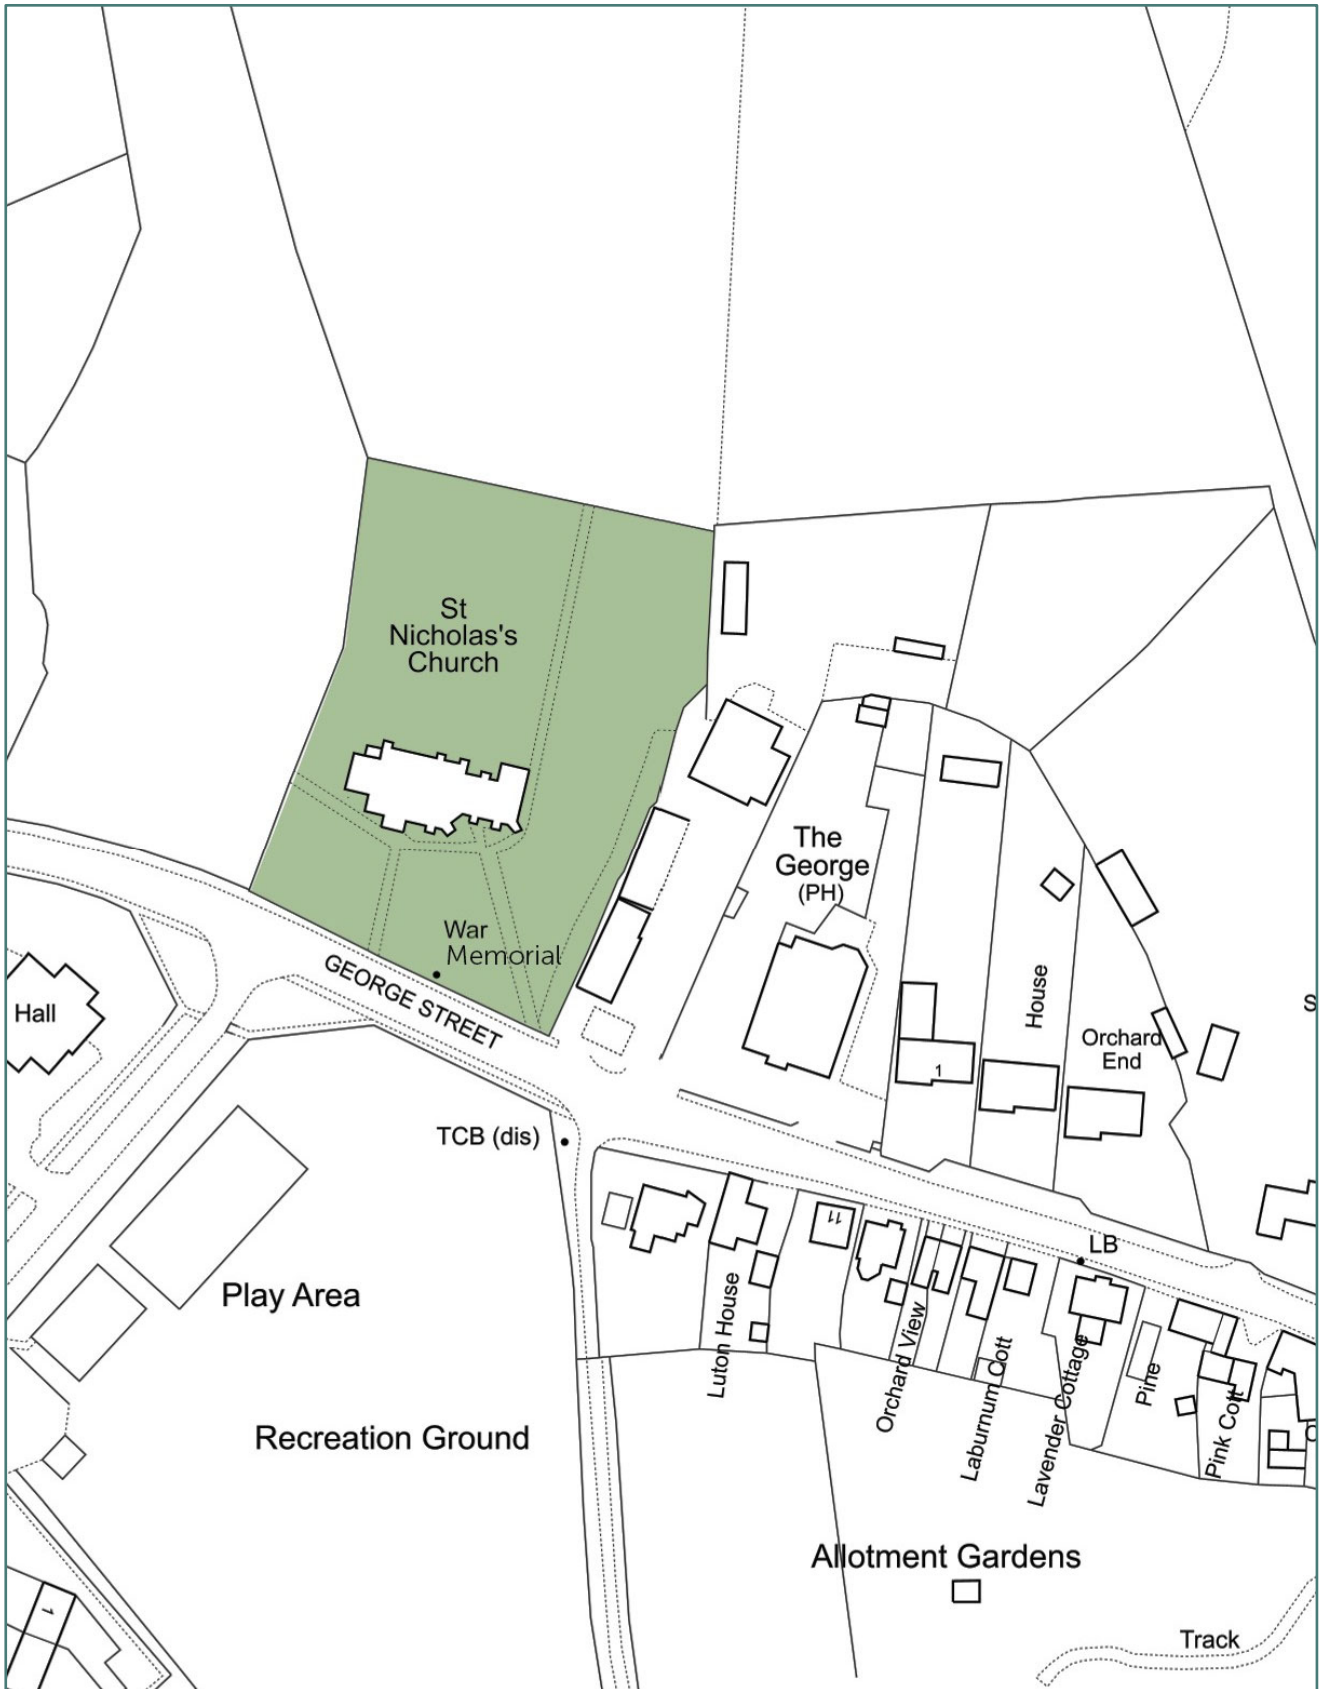 St
Nicholas's
Church
The
George
(PH)
War
Memorial
GEORGE STREET
Hall
House
Orchard
End
1
TCB (dis)
LB
11
Play Area
Luton House
Orchard View
Laburnum Cott
Lavender Cottage
Pine
Pink Cott
Recreation Ground
Allotment Gardens
1
Track